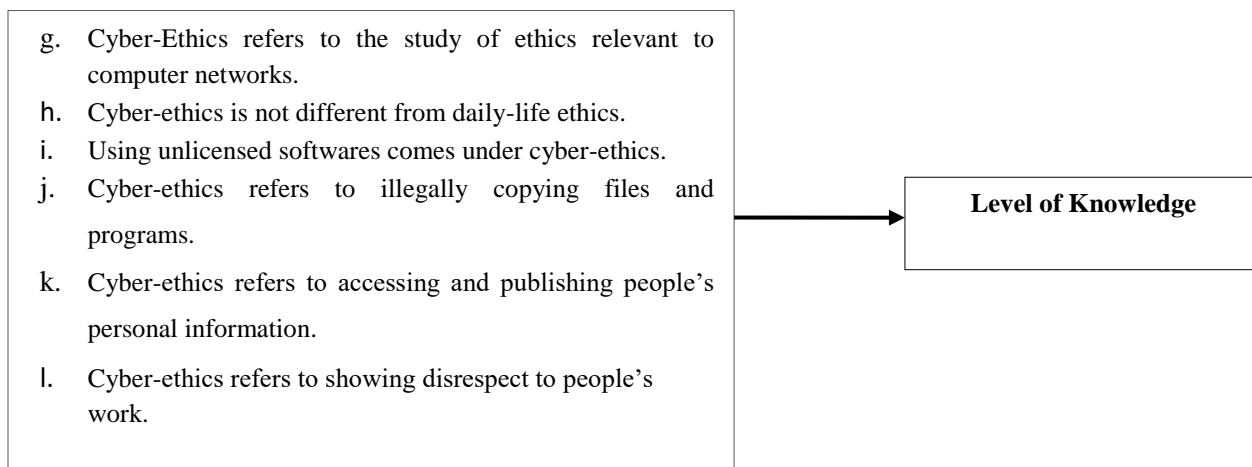 g. Cyber-Ethics refers to the study of ethics relevant to
computer networks.
h. Cyber-ethics is not different from daily-life ethics.
i. Using unlicensed softwares comes under cyber-ethics.
j. Cyber-ethics refers to illegally copying files and
programs.
k. Cyber-ethics refers to accessing and publishing people’s
personal information.
l. Cyber-ethics refers to showing disrespect to people’s
work.
Level of Knowledge